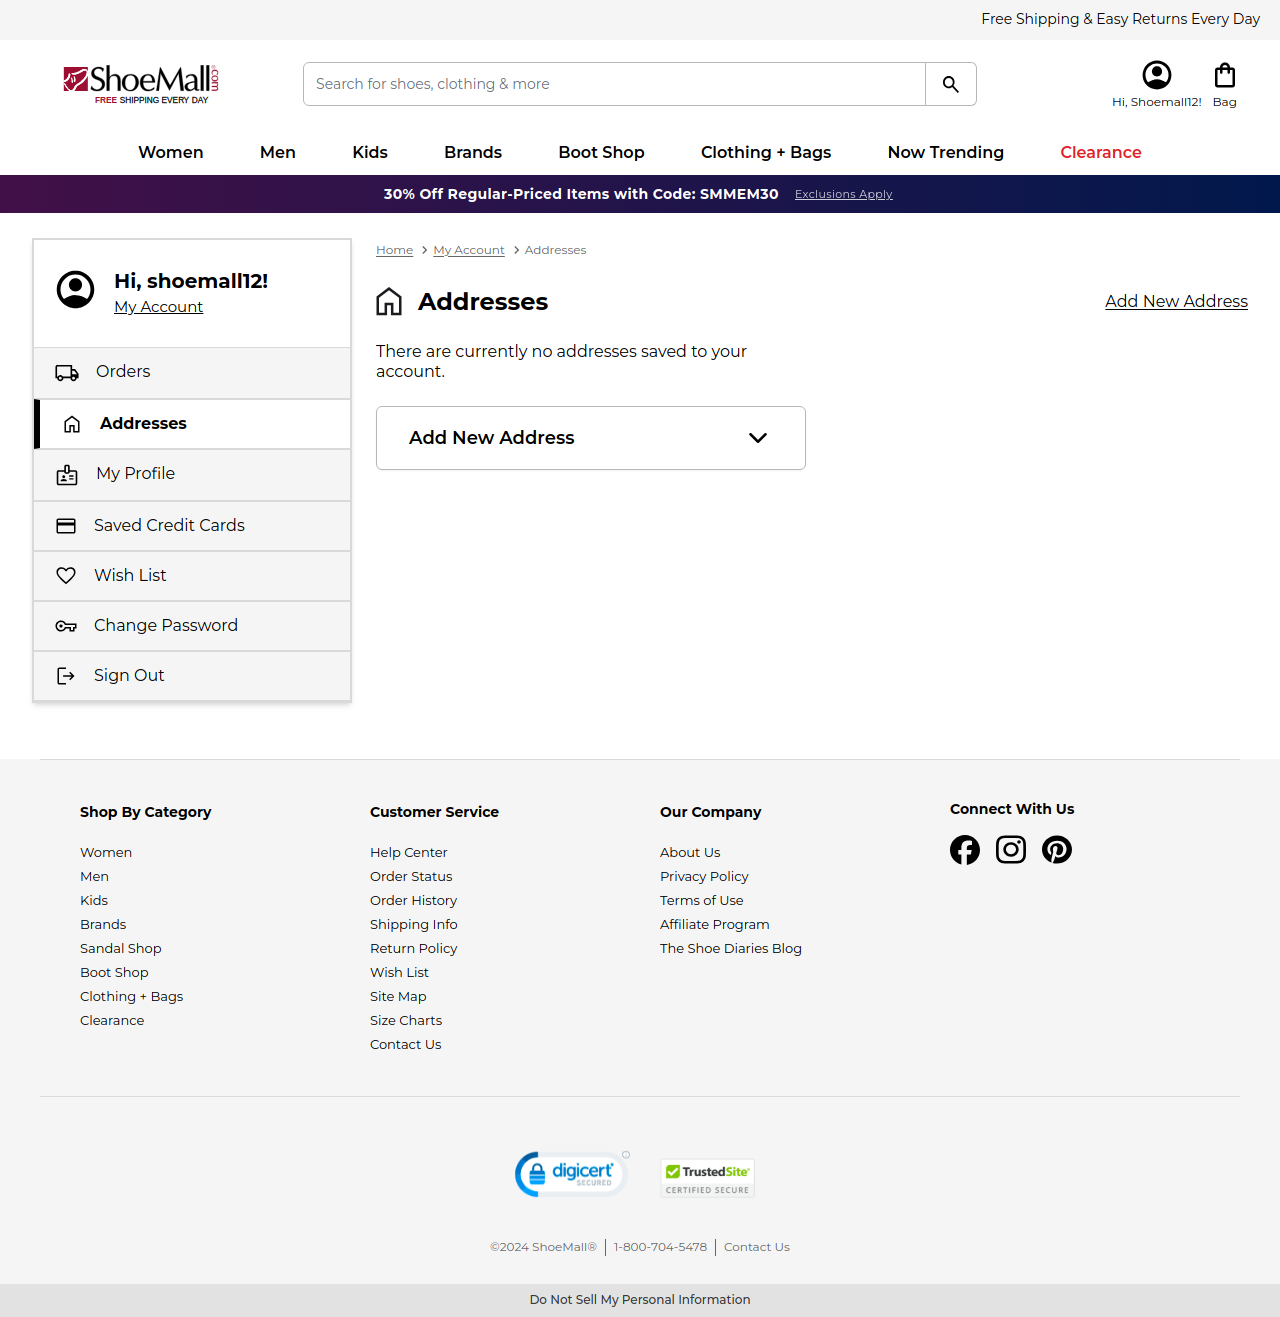 Free Shipping & Easy Returns Every Day
ShoeMall.com
FREE SHIPPING EVERY DAY
Search for shoes, clothing & more
Hi, Shoemall12!
Bag
Women Men Kids Brands Boot Shop Clothing + Bags Now Trending Clearance
30% Off Regular-Priced Items with Code: SMMEM30 Exclusions Apply
Hi, shoemall12!
My Account
Orders
Addresses
My Profile
Saved Credit Cards
Wish List
Change Password
Sign Out
Home > My Account > Addresses
Addresses
Add New Address
There are currently no addresses saved to your
account.
Add New Address
Shop By Category
Women
Men
Kids
Brands
Sandal Shop
Boot Shop
Clothing + Bags
Clearance
Customer Service
Help Center
Order Status
Order History
Shipping Info
Return Policy
Wish List
Site Map
Size Charts
Contact Us
Our Company
About Us
Privacy Policy
Terms of Use
Affiliate Program
The Shoe Diaries Blog
Connect With Us
digicert
SECURED
TrustedSite
CERTIFIED SECURE
©2024 ShoeMall® | 1-800-704-5478 | Contact Us
Do Not Sell My Personal Information